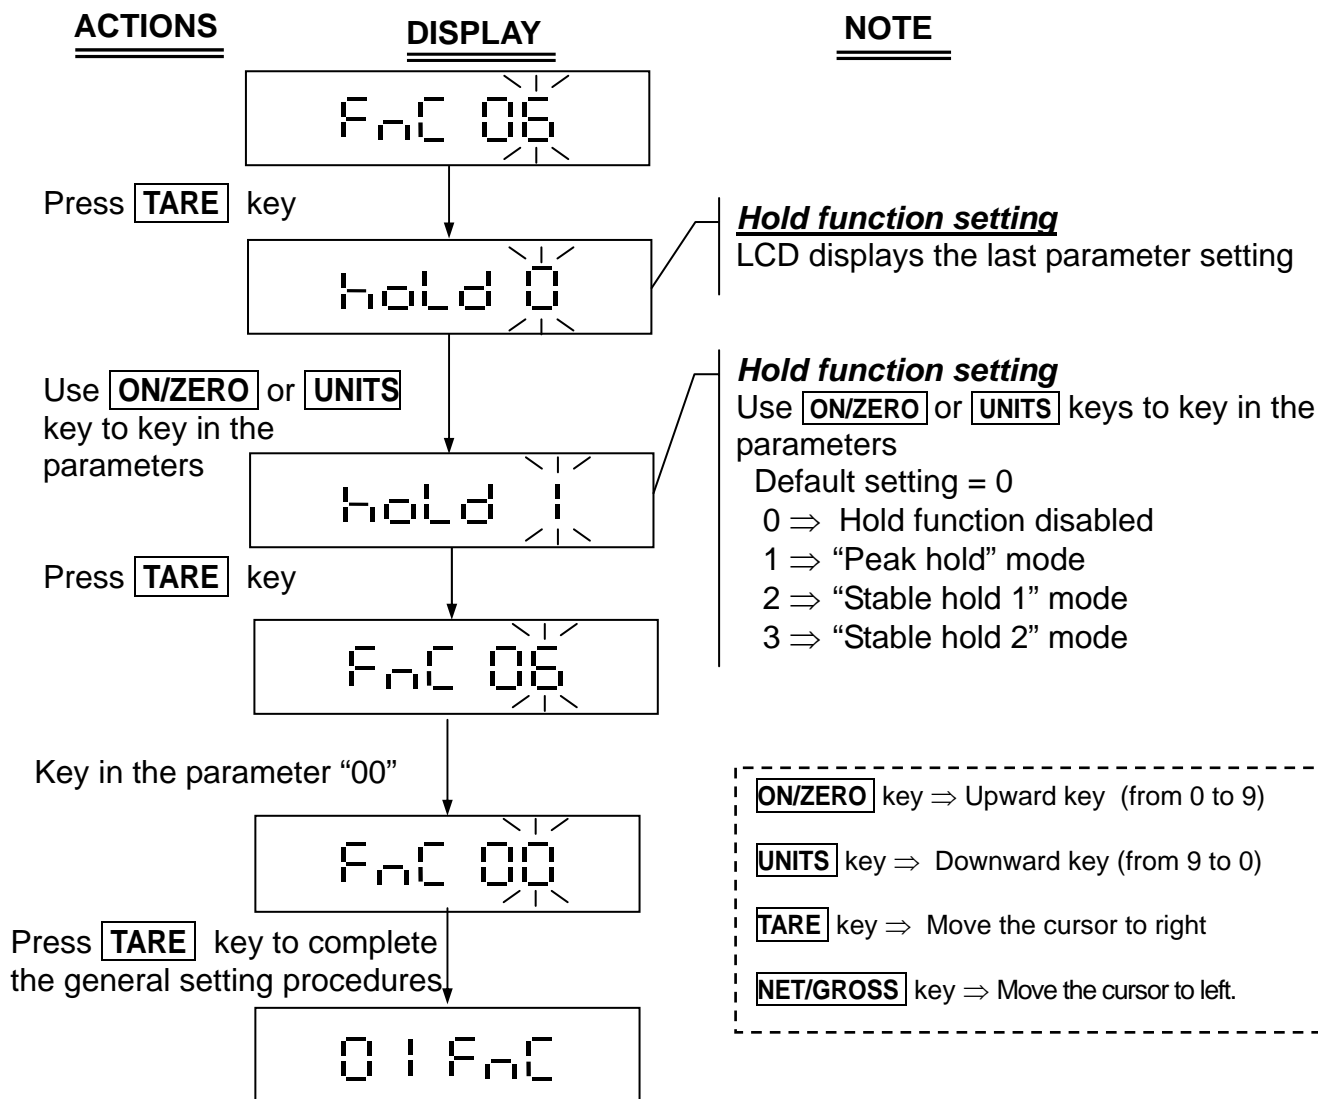 ACTIONS DISPLAY NOTE
FnC 06
Press TARE key
Hold function setting
LCD displays the last parameter setting
hoLd 0
Use ON/ZERO or UNITS
key to key in the
parameters
Hold function setting
Use ON/ZERO or UNITS keys to key in the
parameters
Default setting = 0
0 ⇒ Hold function disabled
1 ⇒ “Peak hold” mode
2 ⇒ “Stable hold 1” mode
3 ⇒ “Stable hold 2” mode
hoLd 1
Press TARE key
FnC 06
Key in the parameter “00”
FnC 00
Press TARE key to complete
the general setting procedures
01 FnC
ON/ZERO key ⇒ Upward key (from 0 to 9)
UNITS key ⇒ Downward key (from 9 to 0)
TARE key ⇒ Move the cursor to right
NET/GROSS key ⇒ Move the cursor to left.